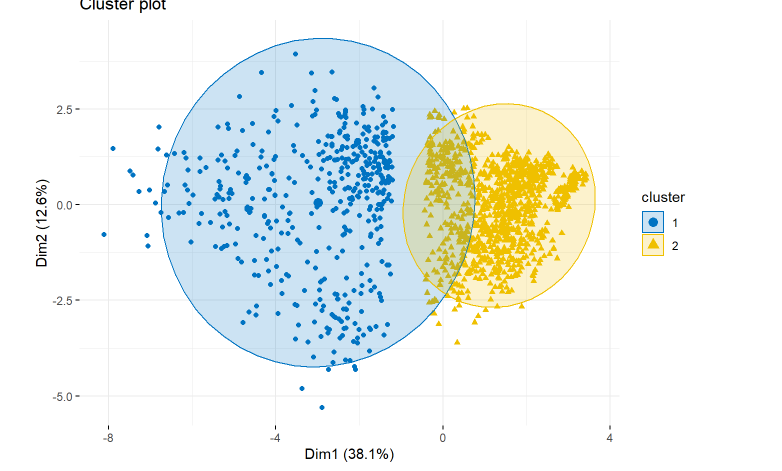 Cluster plot
2.5
0.0
-2.5
-5.0
Dim2 (12.6%)
-8
-4
0
4
Dim1 (38.1%)
cluster
1
2